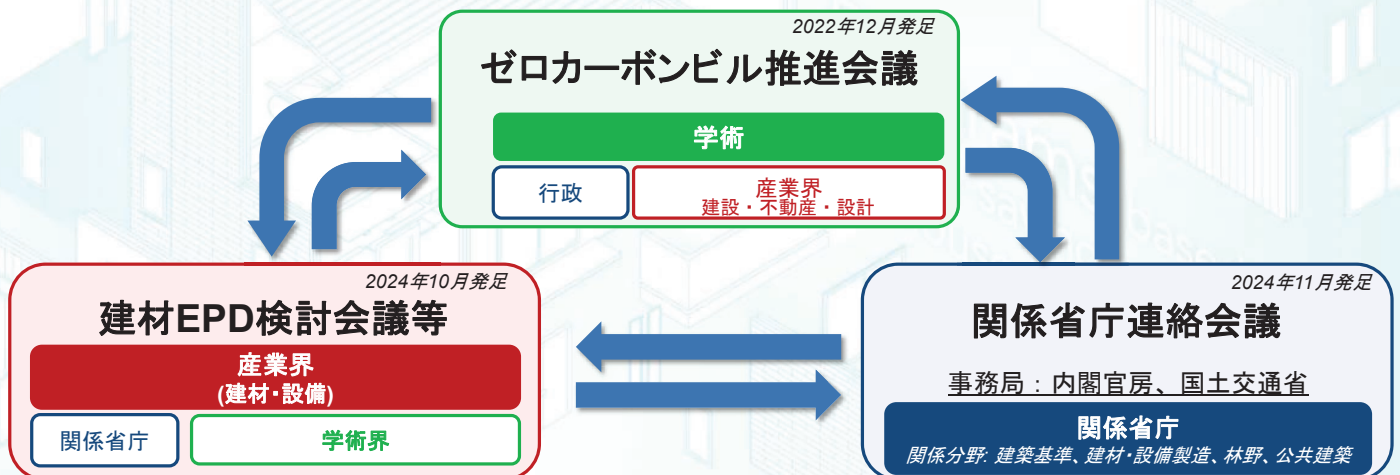 2022年12月発足
ゼロカーボンビル推進会議
学術
行政
産業界
建設・不動産・設計
2024年10月発足
建材EPD検討会議等
産業界
(建材・設備)
関係省庁
学術界
2024年11月発足
関係省庁連絡会議
事務局：内閣官房、国土交通省
関係省庁
関係分野: 建築基準、建材・設備製造、林野、公共建築